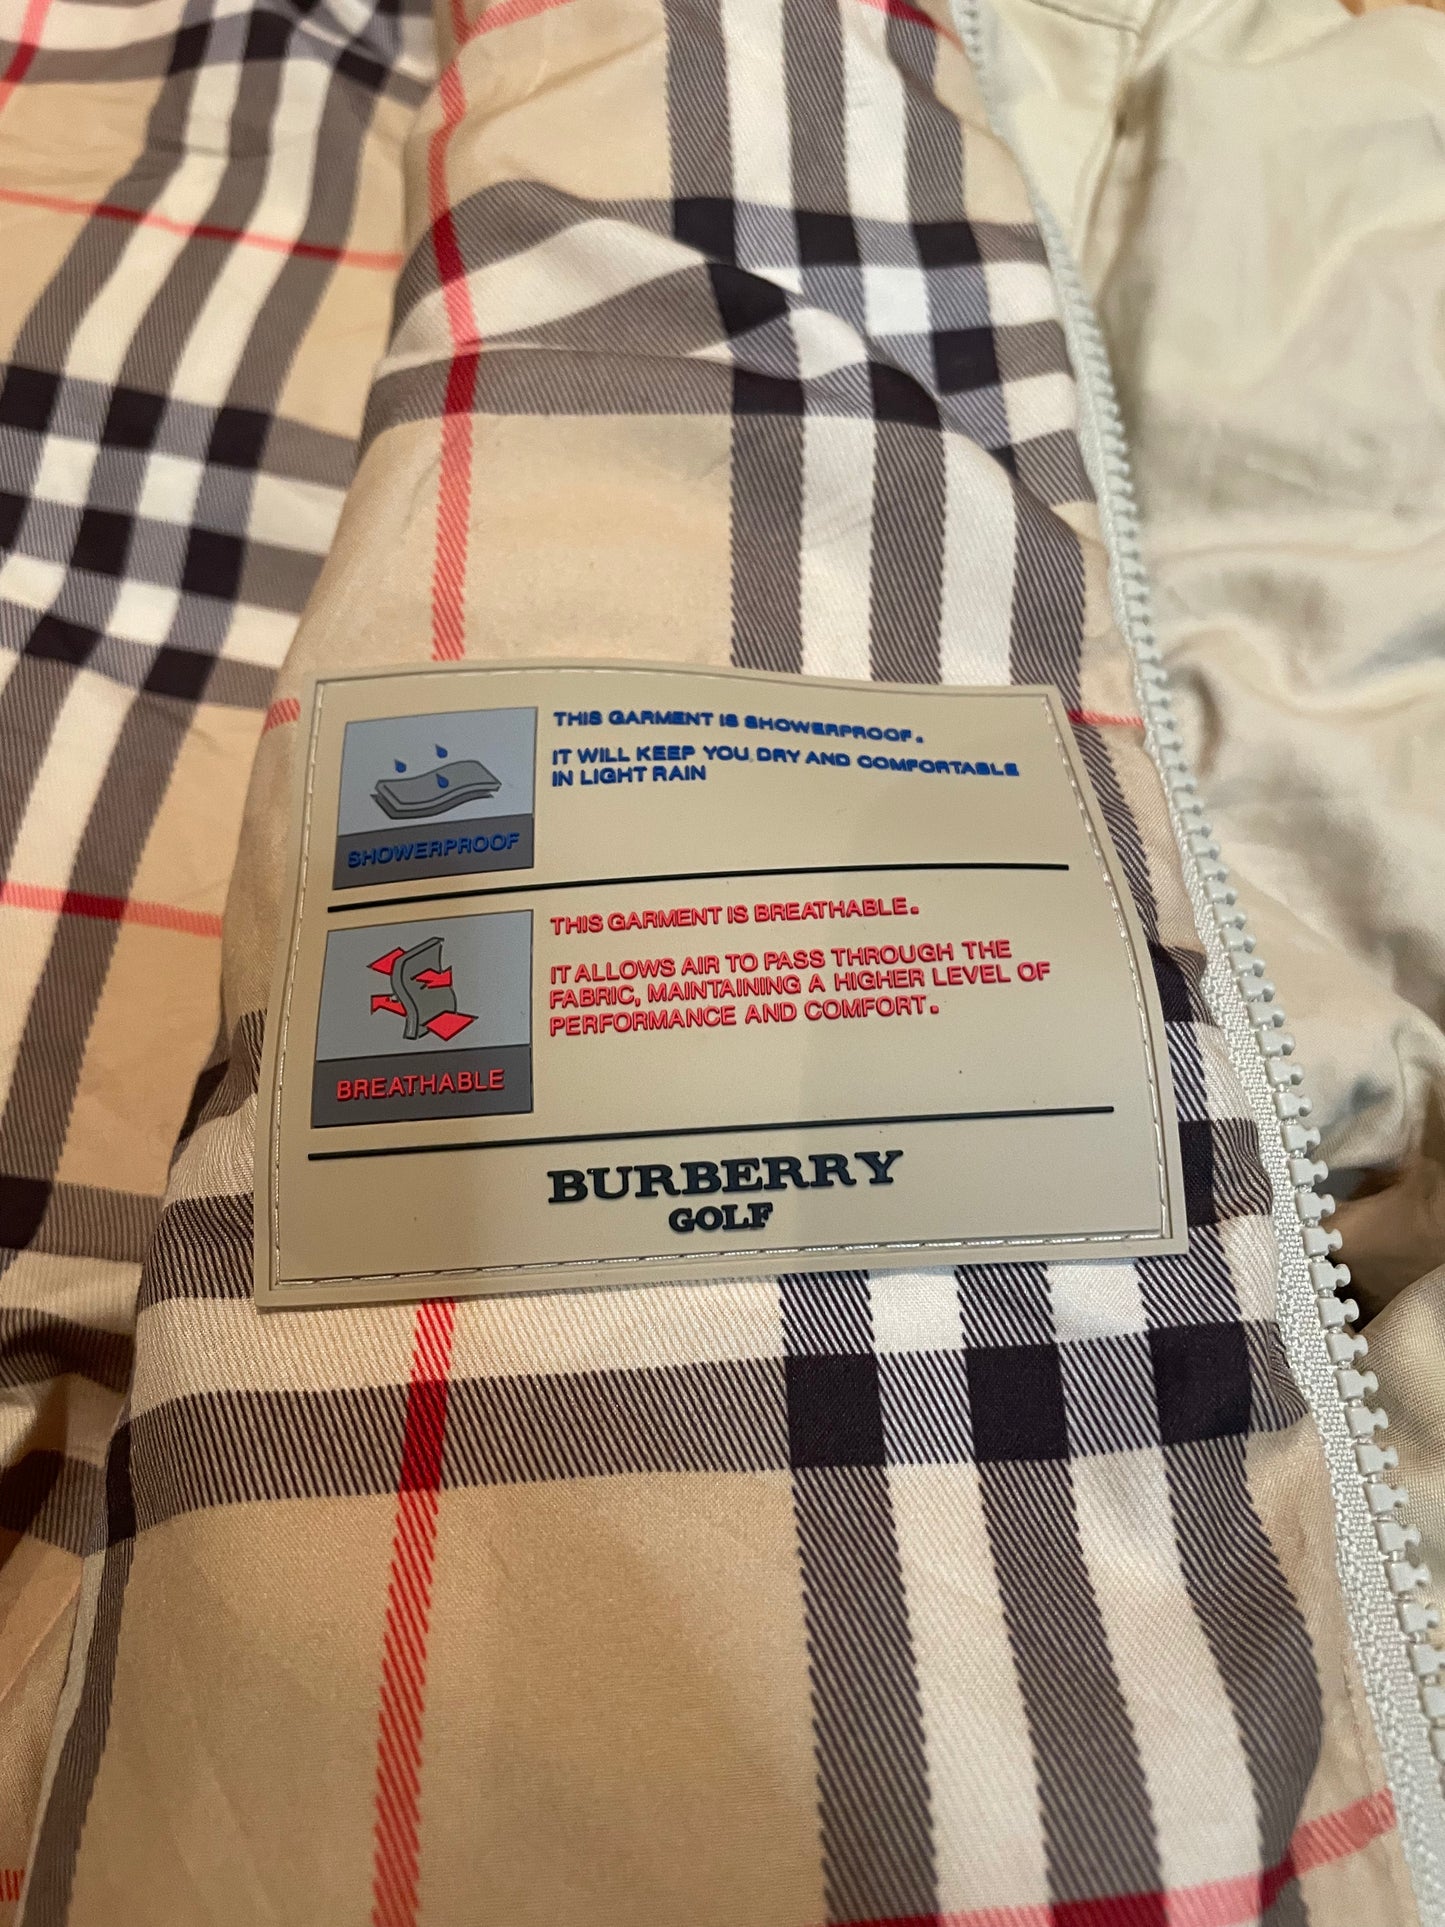 THIS GARMENT IS SHOWERPROOF.
IT WILL KEEP YOU DRY AND COMFORTABLE
IN LIGHT RAIN
SHOWERPROOF
THIS GARMENT IS BREATHABLE.
IT ALLOWS AIR TO PASS THROUGH THE
FABRIC, MAINTAINING A HIGHER LEVEL OF
PERFORMANCE AND COMFORT.
BREATHABLE
BURBERRY
GOLF